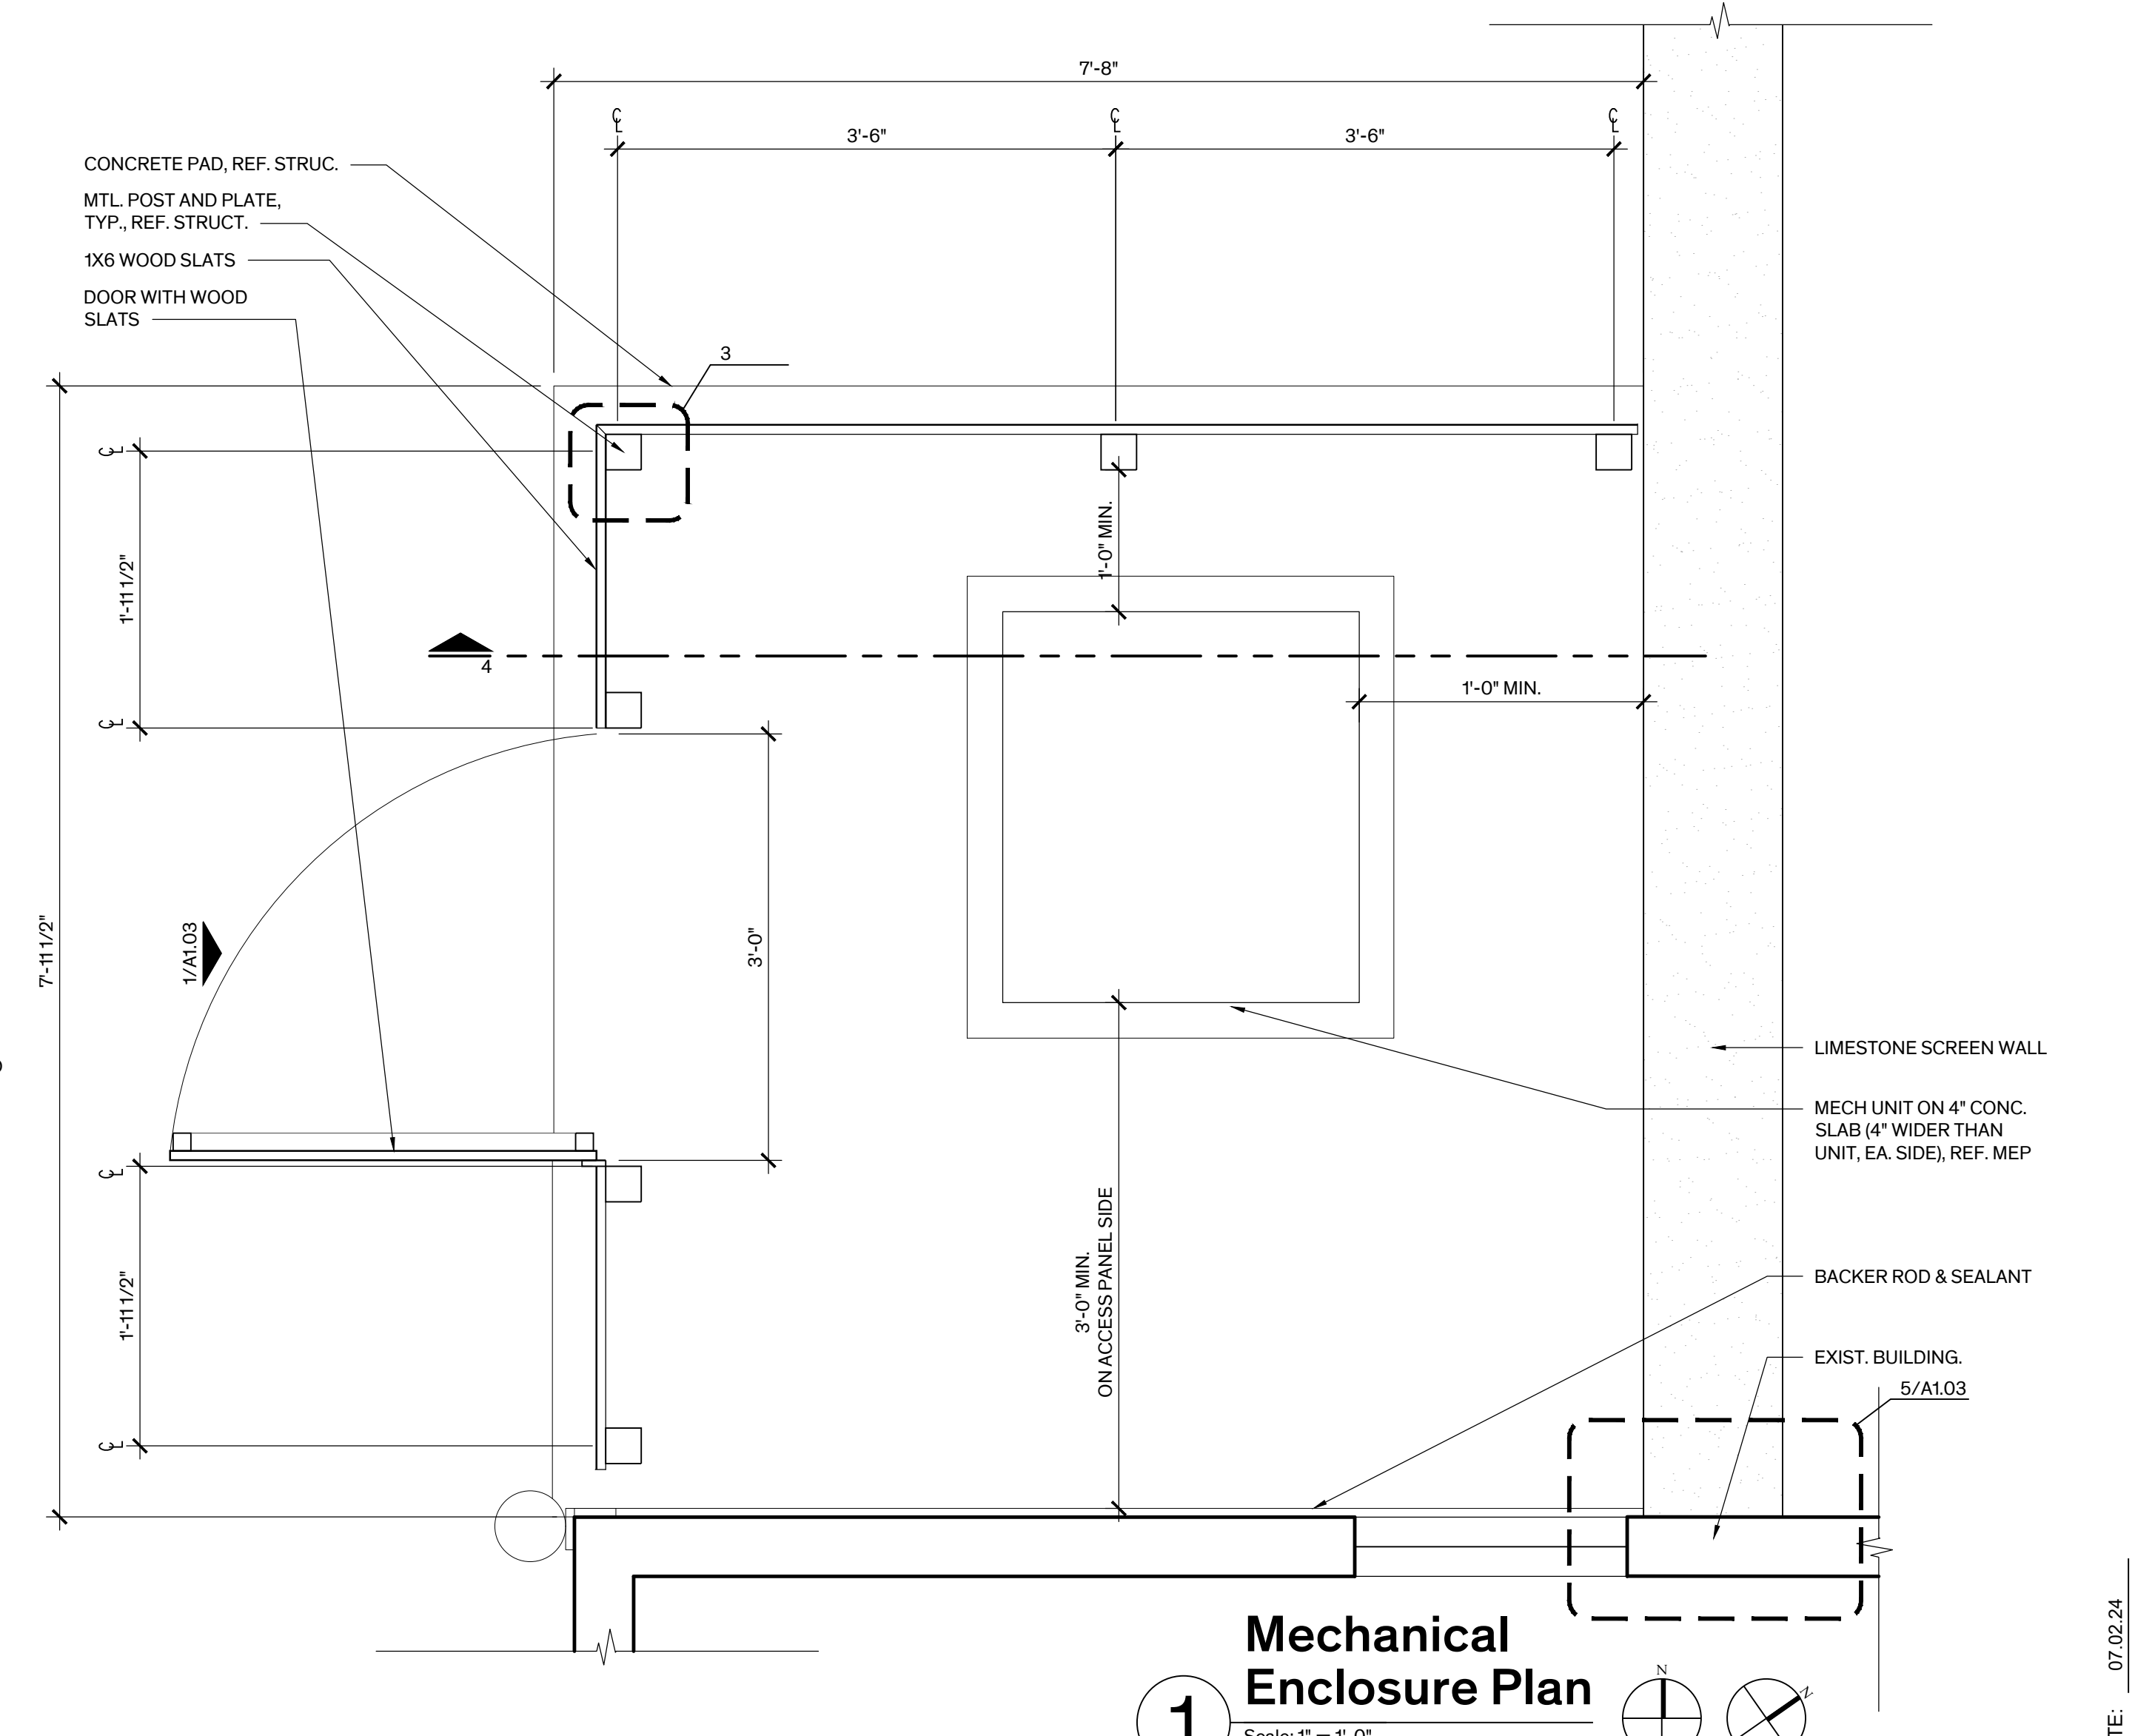 7'-8"
3'-6"
3'-6"
CONCRETE PAD, REF. STRUC.
MTL. POST AND PLATE,
TYP., REF. STRUCT.
1X6 WOOD SLATS
DOOR WITH WOOD
SLATS
3
1'-11 1/2"
1'-0" MIN.
4
1'-0" MIN.
7'-11 1/2"
1/A1.03
3'-0"
LIMESTONE SCREEN WALL
MECH UNIT ON 4" CONC.
SLAB (4" WIDER THAN
UNIT, EA. SIDE), REF. MEP
1'-11 1/2"
3'-0" MIN.
ON ACCESS PANEL SIDE
BACKER ROD & SEALANT
EXIST. BUILDING.
5/A1.03
1
Mechanical
Enclosure Plan
Scale: 1" = 1'-0"
N
N
07.02.24